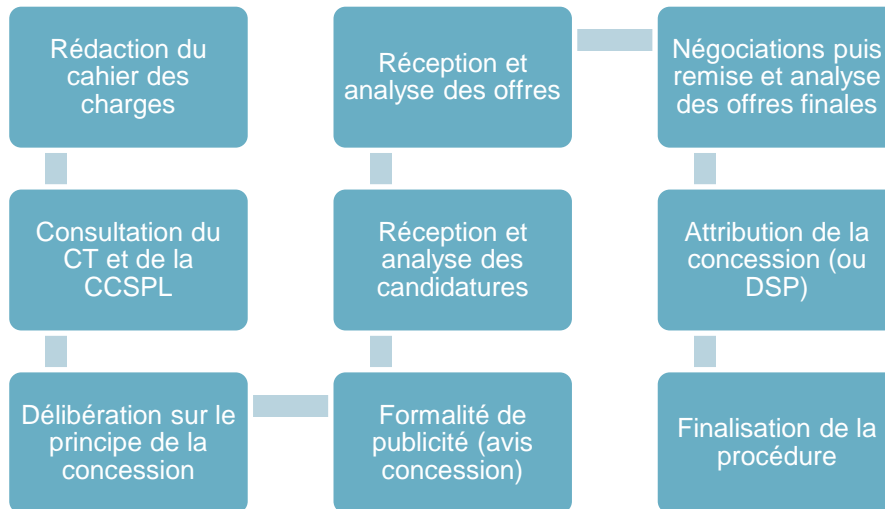 Rédaction du
cahier des
charges
Consultation du
CT et de la
CCSPL
Délibération sur le
principe de la
concession
Formalité de
publicité (avis
concession)
Réception et
analyse des
candidatures
Réception et
analyse des offres
Négociations puis
remise et analyse
des offres finales
Attribution de la
concession (ou
DSP)
Finalisation de la
procédure